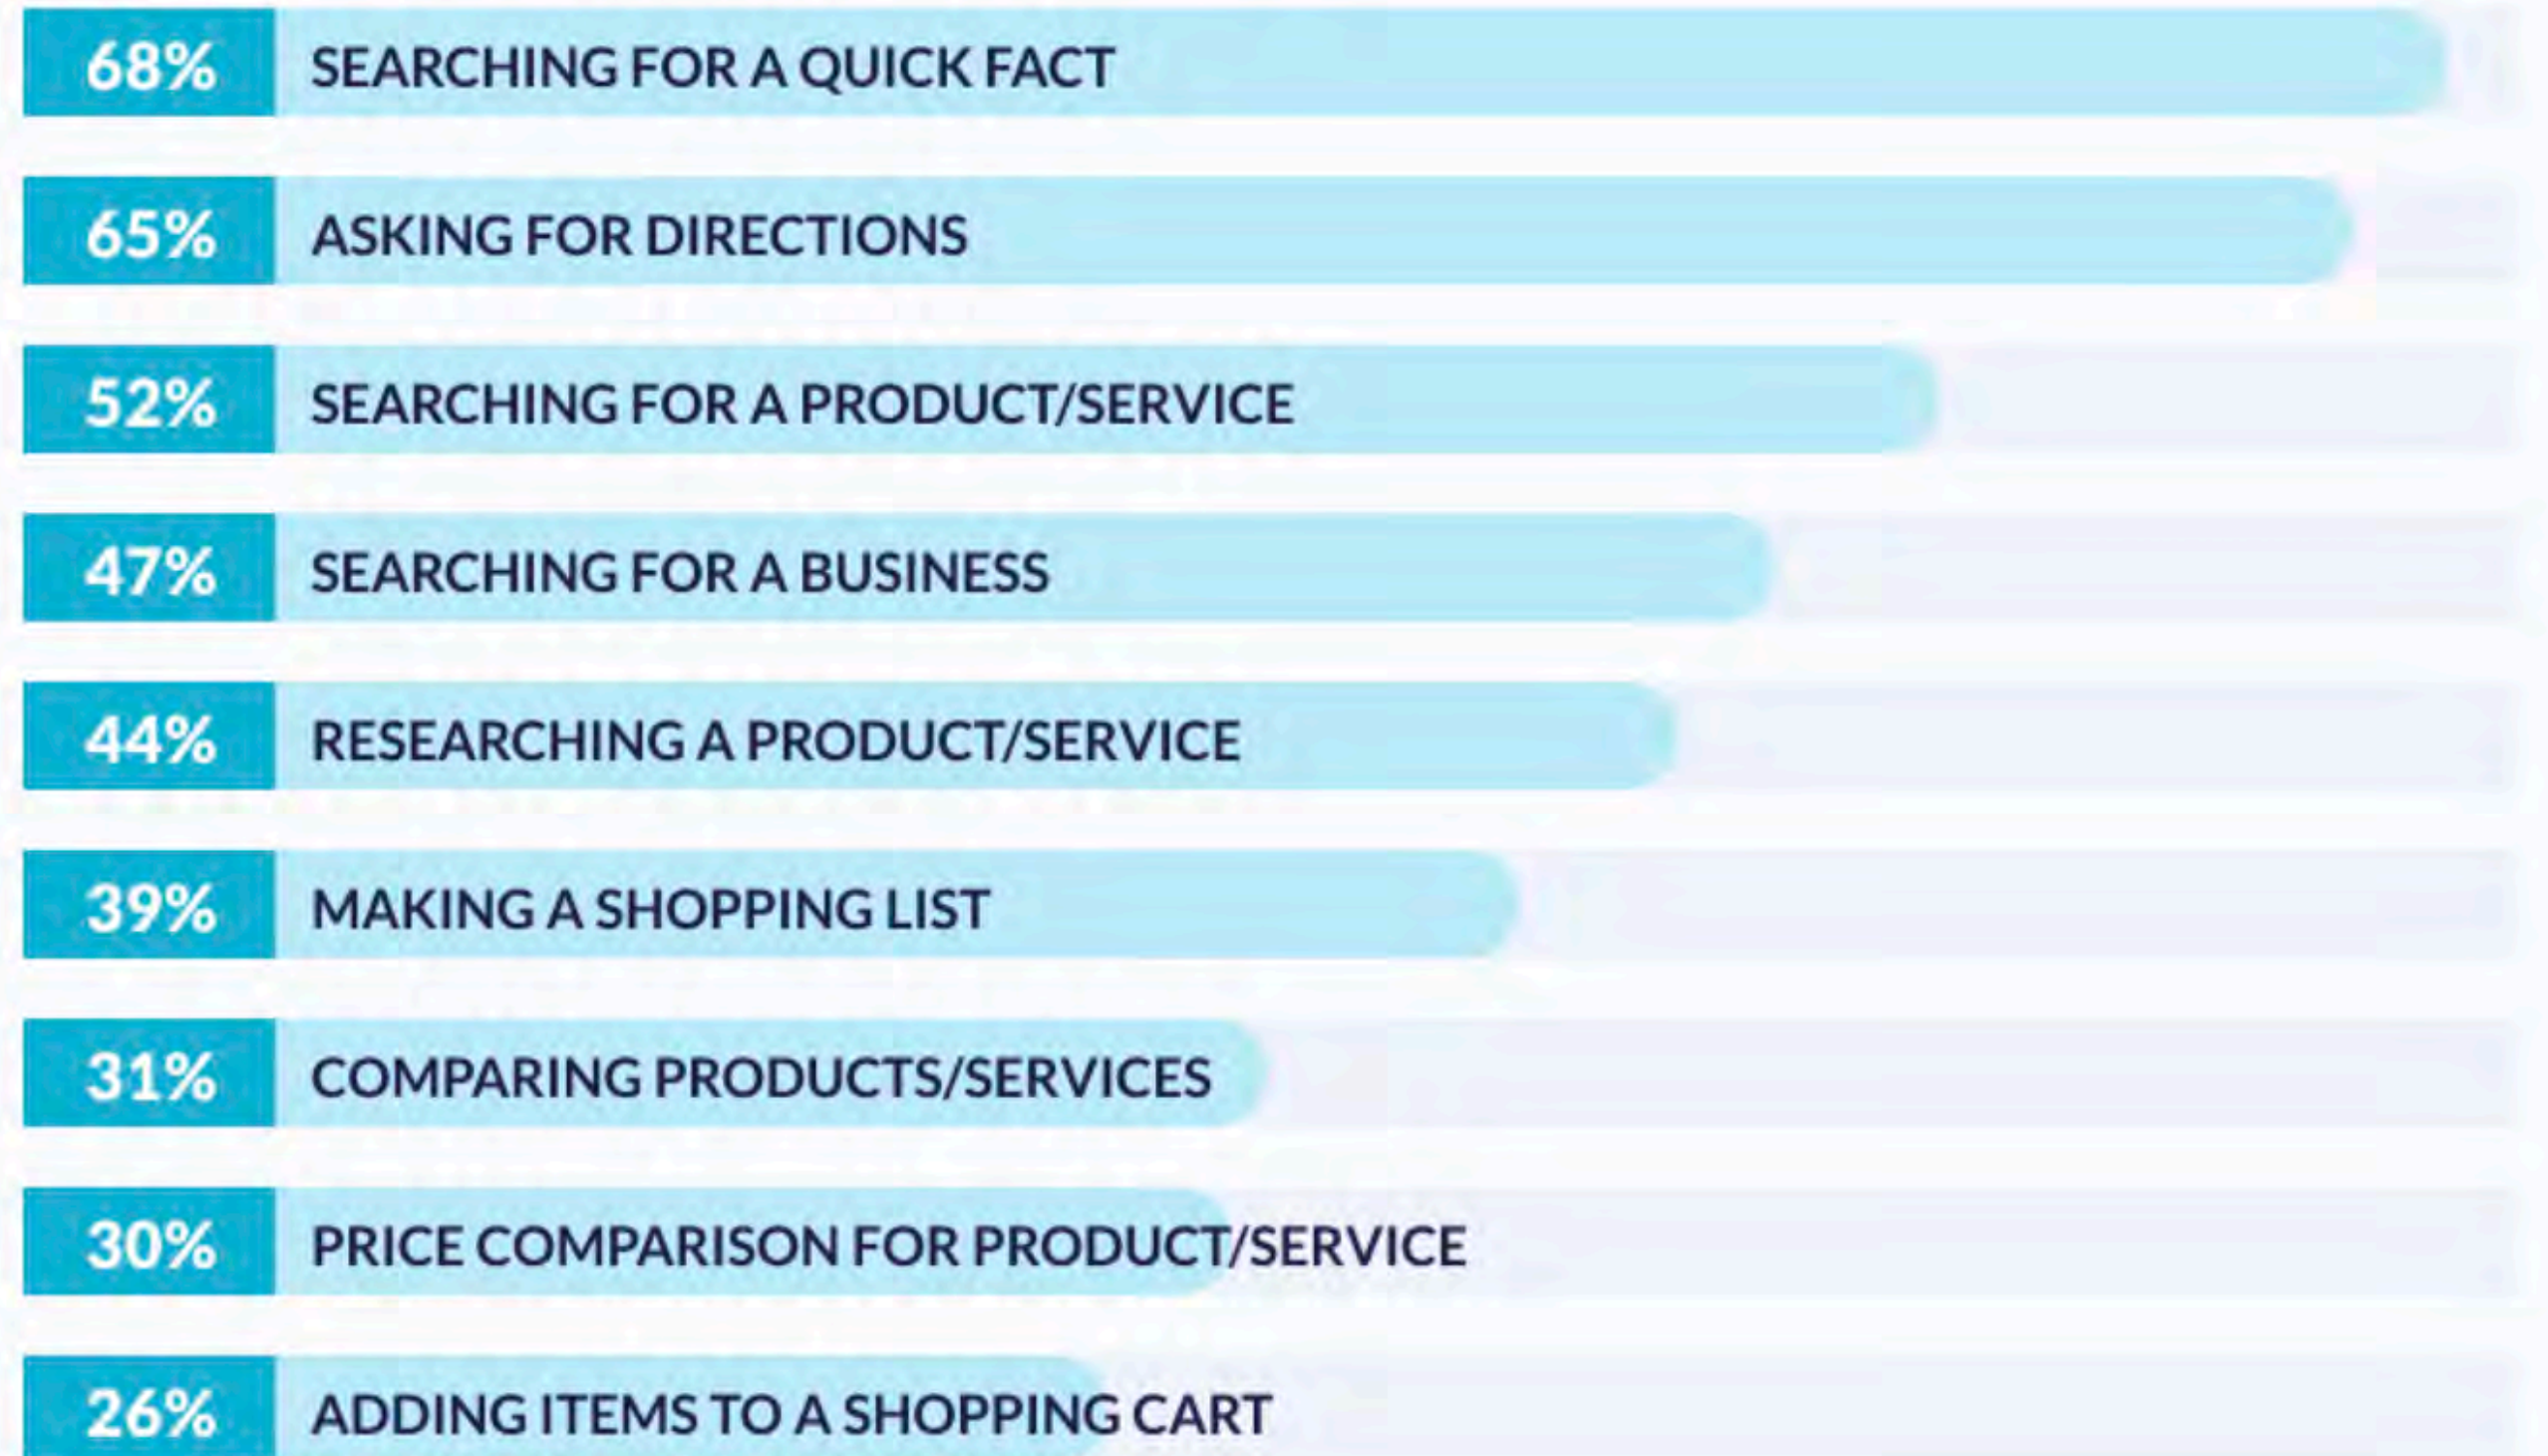 68% SEARCHING FOR A QUICK FACT
65% ASKING FOR DIRECTIONS
52% SEARCHING FOR A PRODUCT/SERVICE
47% SEARCHING FOR A BUSINESS
44% RESEARCHING A PRODUCT/SERVICE
39% MAKING A SHOPPING LIST
31% COMPARING PRODUCTS/SERVICES
30% PRICE COMPARISON FOR PRODUCT/SERVICE
26% ADDING ITEMS TO A SHOPPING CART